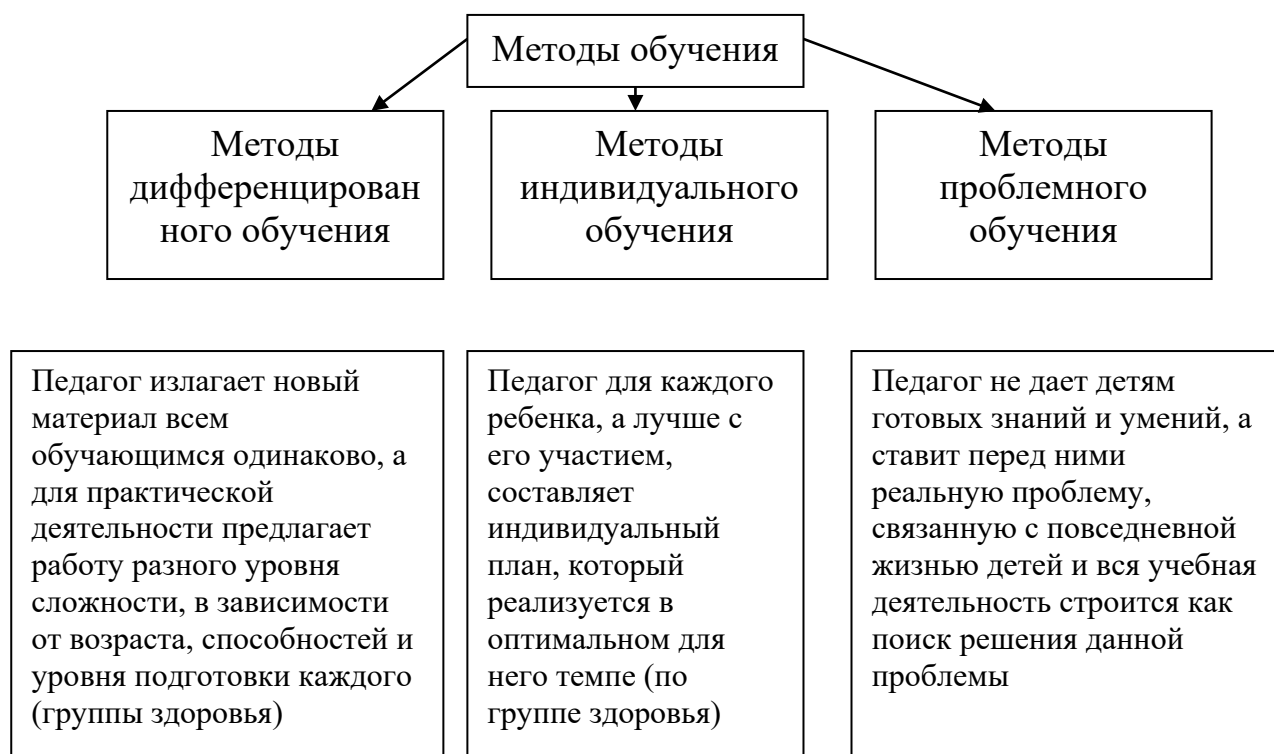 Методы обучения
Методы
дифференцирован
ного обучения
Методы
индивидуального
обучения
Методы
проблемного
обучения
Педагог излагает новый
материал всем
обучающимся одинаково, а
для практической
деятельности предлагает
работу разного уровня
сложности, в зависимости
от возраста, способностей и
уровня подготовки каждого
(группы здоровья)
Педагог для каждого
ребенка, а лучше с
его участием,
составляет
индивидуальный
план, который
реализуется в
оптимальном для
него темпе (по
группе здоровья)
Педагог не дает детям
готовых знаний и умений, а
ставит перед ними
реальную проблему,
связанную с повседневной
жизнью детей и вся учебная
деятельность строится как
поиск решения данной
проблемы